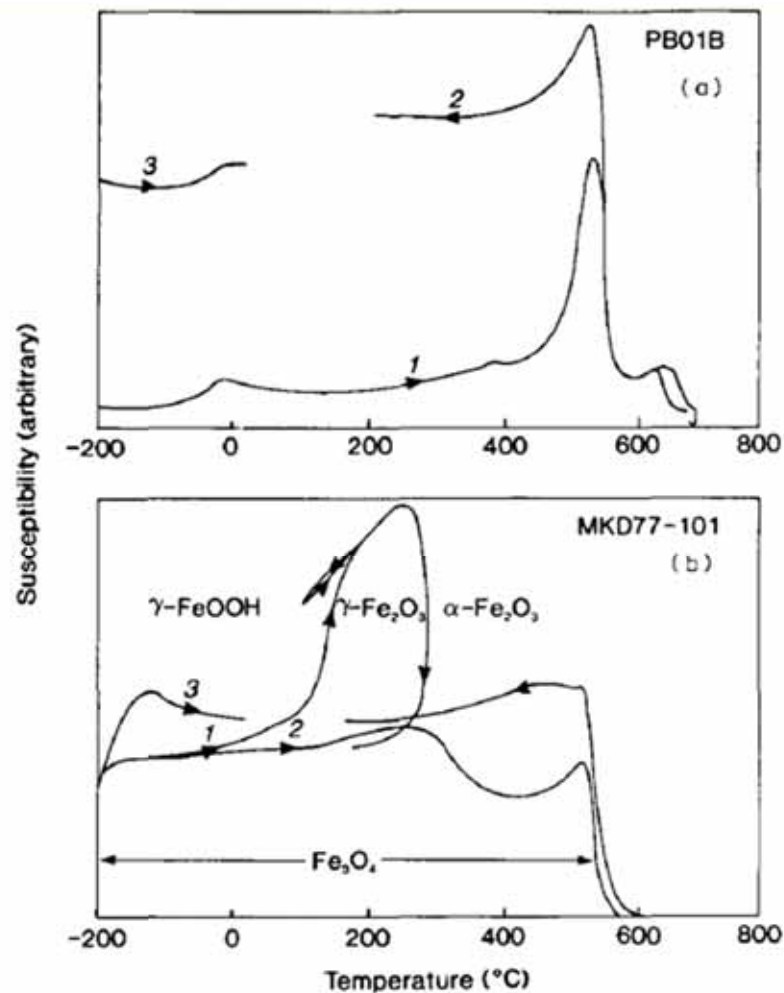 PB01B
(a)
2
3
1
-200 0 200 400 600 800
Susceptibility (arbitrary)
MKD77-101
(b)
γ-FeOOH γ-Fe₂O₃ α-Fe₂O₃
3
1 2
Fe₃O₄
-200 0 200 400 600 800
Temperature (°C)